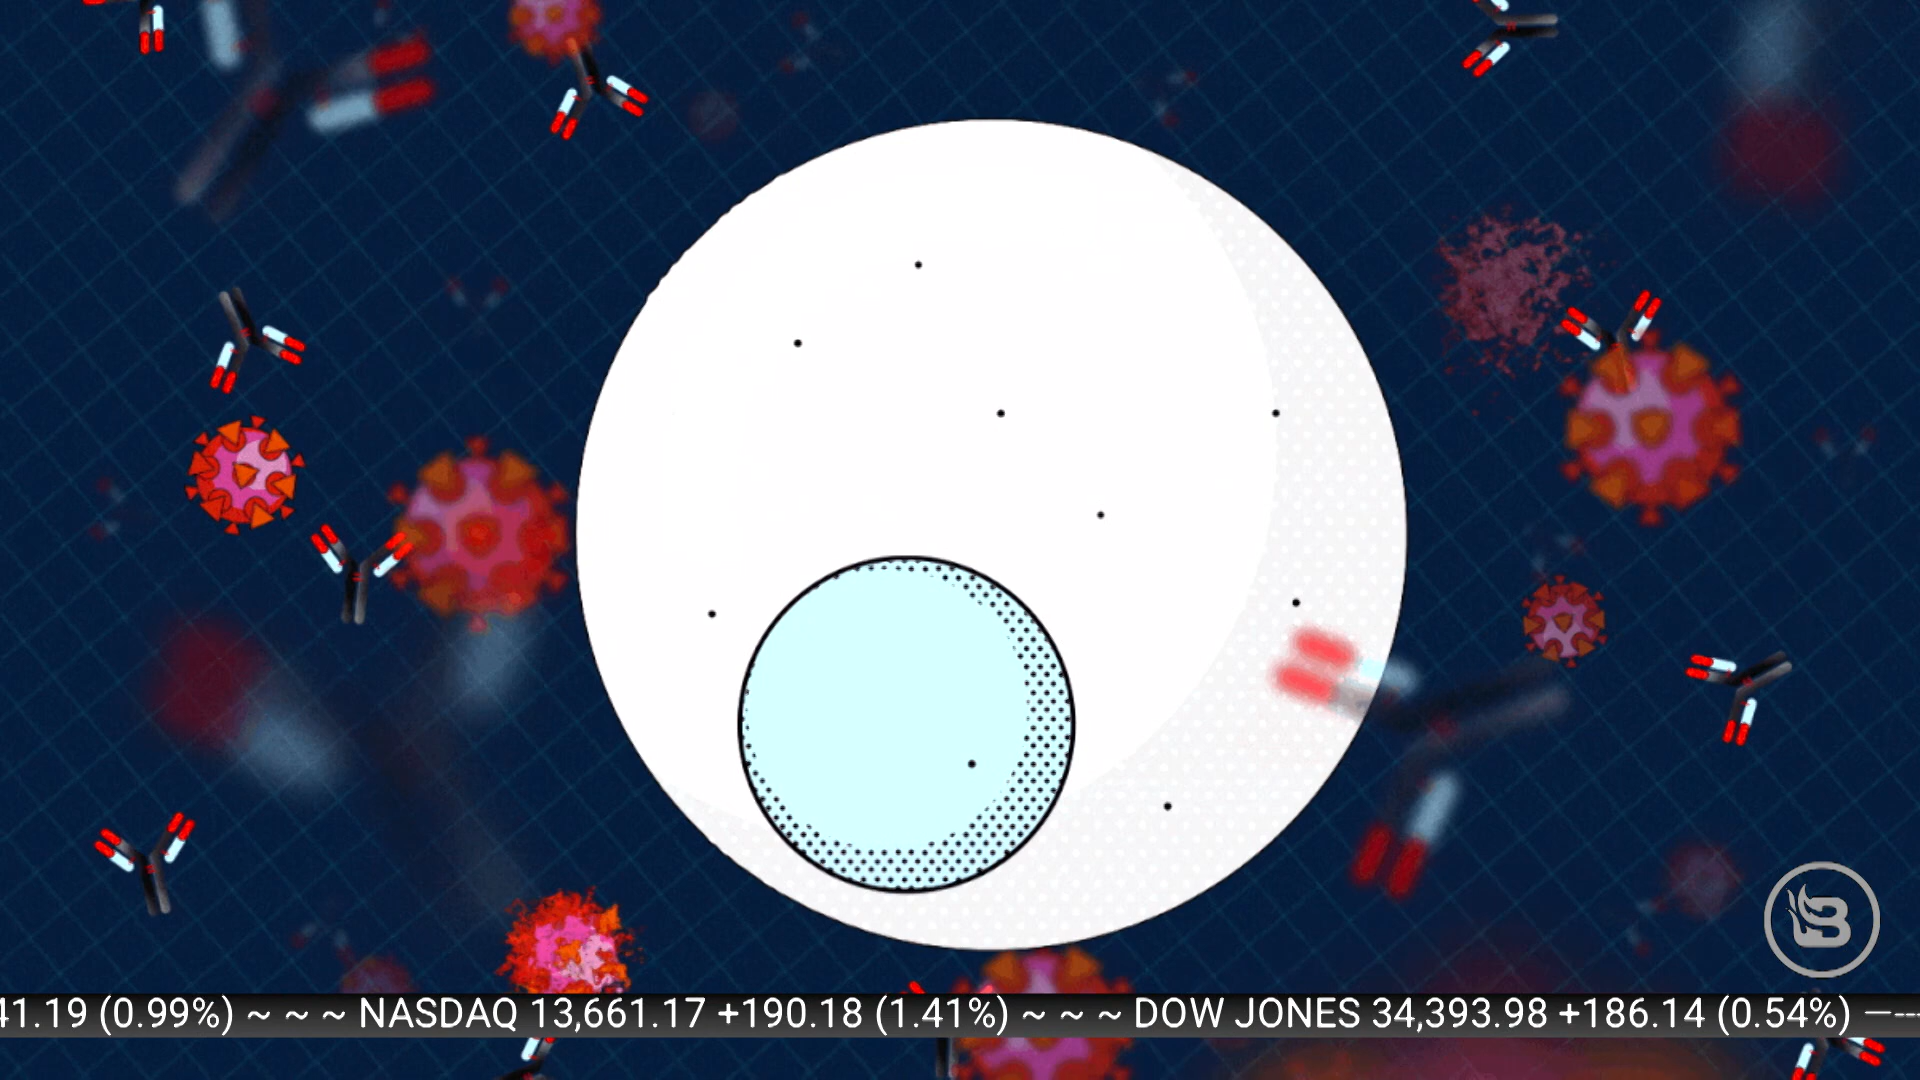 41.19 (0.99%) ~ ~ ~ NASDAQ 13,661.17 +190.18 (1.41%) ~ ~ ~ DOW JONES 34,393.98 +186.14 (0.54%) ---
B